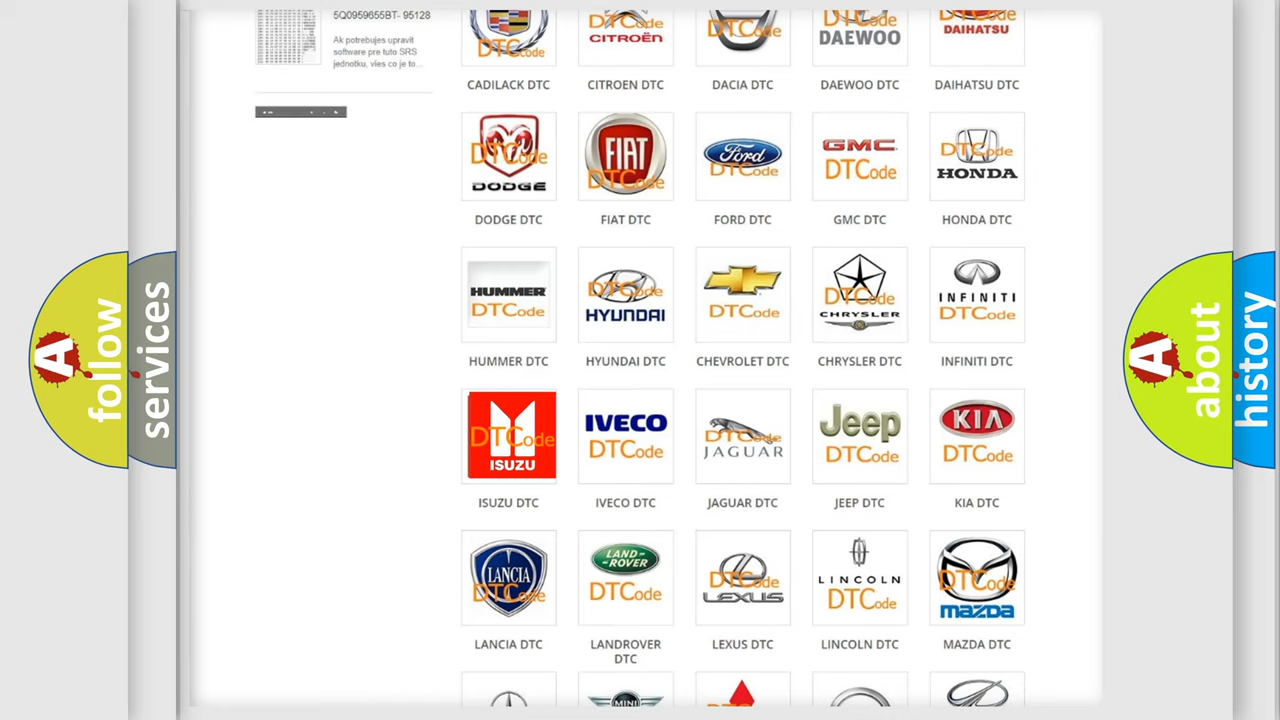 5Q0959655BT- 95128
Ak potrebujes upravit
software pre tuto SRS
jednotku, vies co je to...
DTCode
DTCode
CITROËN
DTCode
DAEWOO
DTCode
DAIHATSU
CADILACK DTC
CITROEN DTC
DACIA DTC
DAEWOO DTC
DAIHATSU DTC
DTCode
DODGE
FIAT
DTCode
Ford
DTCode
GMC
DTCode
DTCode
HONDA
DODGE DTC
FIAT DTC
FORD DTC
GMC DTC
HONDA DTC
HUMMER
DTCode
DTCode
HYUNDAI
DTCode
DTCode
CHRYSLER
INFINITI
DTCode
HUMMER DTC
HYUNDAI DTC
CHEVROLET DTC
CHRYSLER DTC
INFINITI DTC
DTCode
ISUZU
IVECO
DTCode
DTCode
JAGUAR
Jeep
DTCode
KIA
DTCode
ISUZU DTC
IVECO DTC
JAGUAR DTC
JEEP DTC
KIA DTC
LANCIA
DTCode
LAND-
ROVER
DTCode
DTCode
LEXUS
LINCOLN
DTCode
DTCode
mazda
LANCIA DTC
LANDROVER
DTC
LEXUS DTC
LINCOLN DTC
MAZDA DTC
MINI
A
follow
services
A
about
history